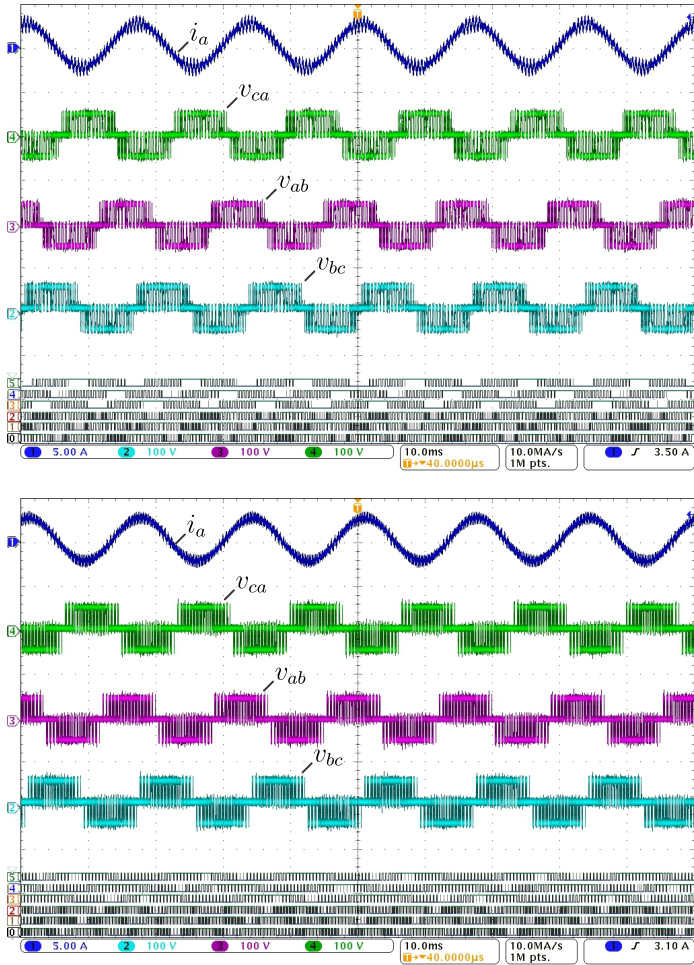 T
1
i_a
v_ca
4
v_ab
3
v_bc
2
5
4
3
2
1
0
1 5.00 A 2 100 V 3 100 V 4 100 V 10.0ms 10.0MA/s 1 3.50 A
T→▼40.0000µs 1M pts.
T
1
i_a
v_ca
4
v_ab
3
v_bc
2
5
4
3
2
1
0
1 5.00 A 2 100 V 3 100 V 4 100 V 10.0ms 10.0MA/s 1 3.10 A
T→▼40.0000µs 1M pts.